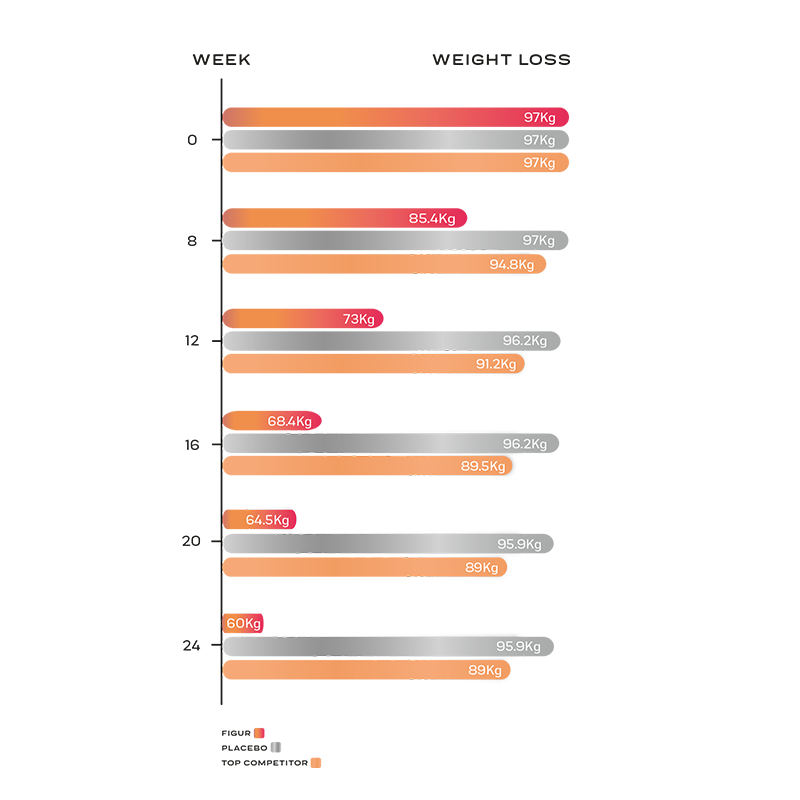 WEEK WEIGHT LOSS
97Kg
0 97Kg
97Kg
85.4Kg
8 97Kg
94.8Kg
73Kg
12 96.2Kg
91.2Kg
68.4Kg
16 96.2Kg
89.5Kg
64.5Kg
20 95.9Kg
89Kg
60Kg
24 95.9Kg
89Kg
FIGUR
PLACEBO
TOP COMPETITOR